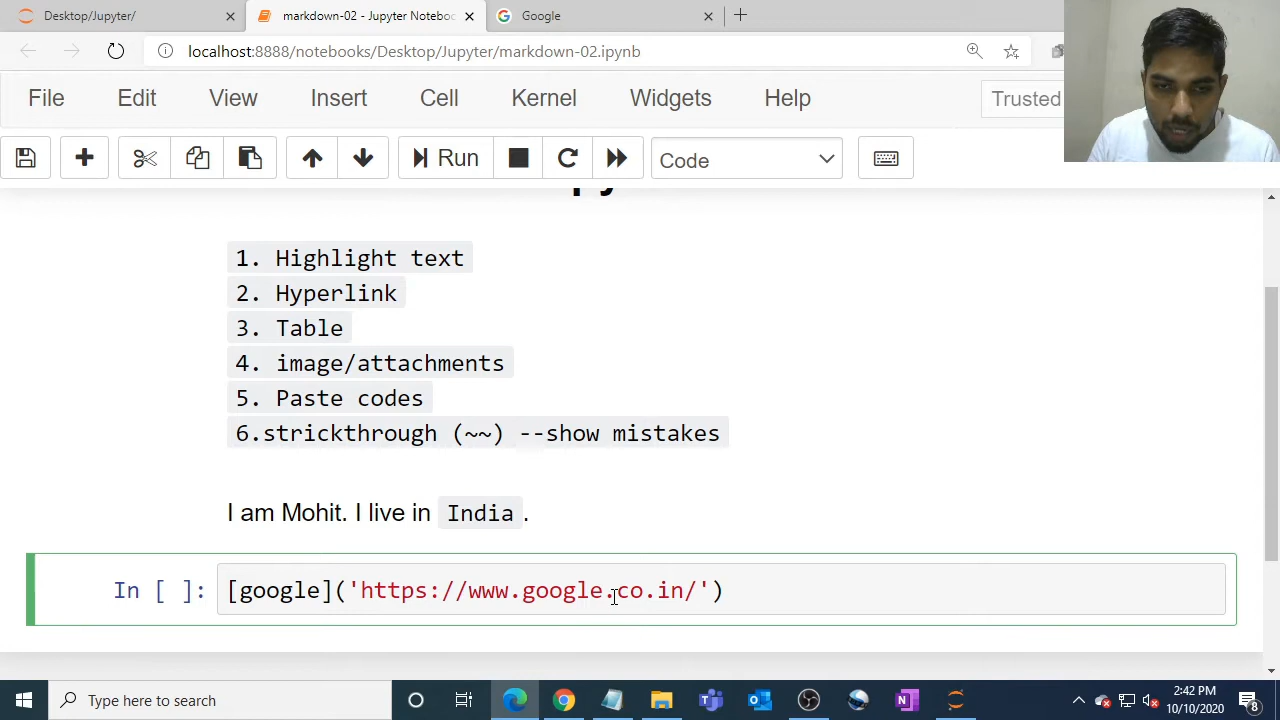 Desktop/Jupyter/
markdown-02 - Jupyter Noteboo
Google
localhost:8888/notebooks/Desktop/Jupyter/markdown-02.ipynb
File Edit View Insert Cell Kernel Widgets Help Trusted
Run Code
1. Highlight text
2. Hyperlink
3. Table
4. image/attachments
5. Paste codes
6.strickthrough (~~) --show mistakes
I am Mohit. I live in India.
In [ ]: [google]('https://www.google.co.in/')
Type here to search
2:42 PM
10/10/2020
8